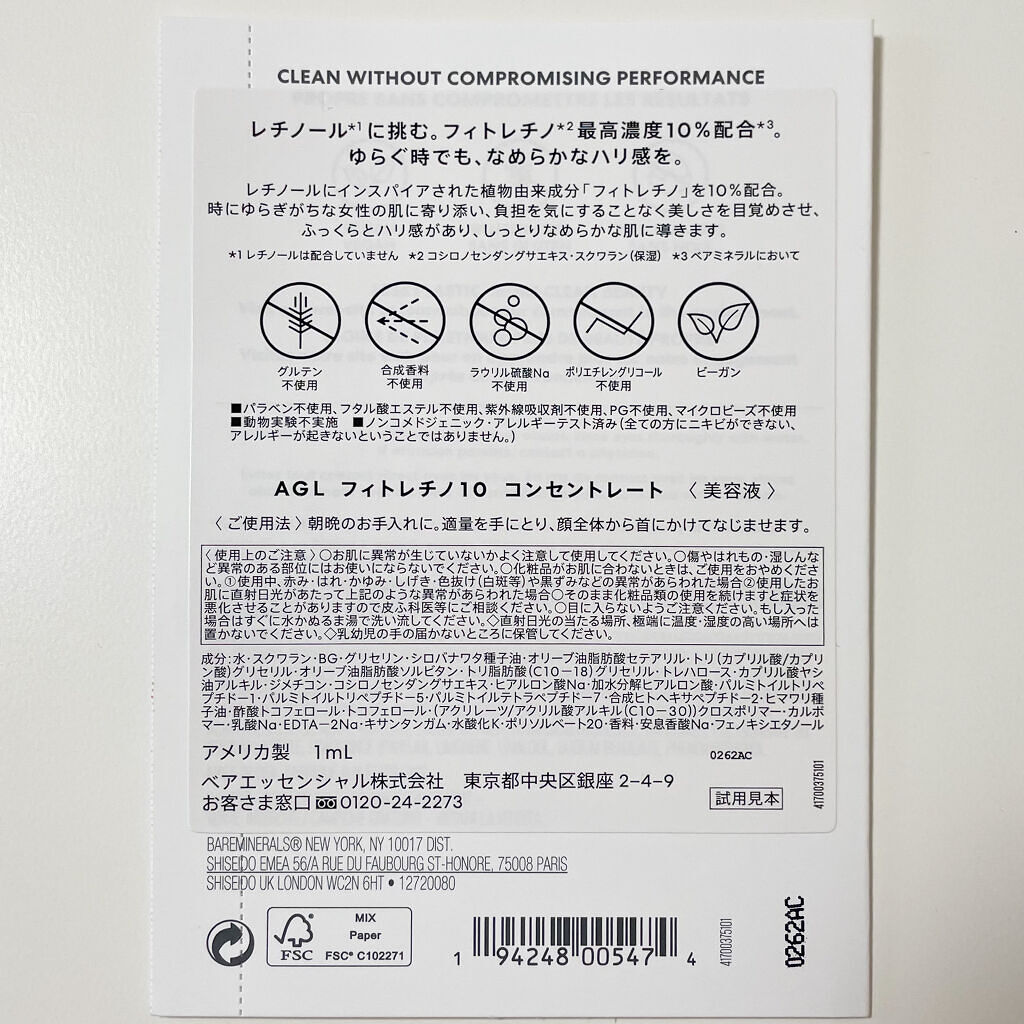 CLEAN WITHOUT COMPROMISING PERFORMANCE
レチノール*1に挑む。フィトレチノ*2最高濃度10%配合*3。
ゆらぐ時でも、なめらかなハリ感を。
レチノールにインスパイアされた植物由来成分「フィトレチノ」を10%配合。
時にゆらぎがちな女性の肌に寄り添い、負担を気にすることなく美しさを目覚めさせ、
ふっくらとハリ感があり、しっとりなめらかな肌に導きます。
*1 レチノールは配合していません *2 コシロノセンダングサエキス・スクワラン(保湿) *3 ベアミネラルにおいて
グルテン
不使用
合成香料
不使用
ラウリル硫酸Na
不使用
ポリエチレングリコール
不使用
ビーガン
■パラベン不使用、フタル酸エステル不使用、紫外線吸収剤不使用、PG不使用、マイクロビーズ不使用
■動物実験不実施 ■ノンコメドジェニック・アレルギーテスト済み(全ての方にニキビができない、
アレルギーが起きないということではありません。)
AGL フィトレチノ10 コンセントレート 〈美容液〉
〈ご使用法〉朝晩のお手入れに。適量を手にとり、顔全体から首にかけてなじませます。
〈使用上のご注意〉○お肌に異常が生じていないかよく注意して使用してください。○傷やはれもの・湿しんな
ど異常のある部位にはお使いにならないでください。○化粧品がお肌に合わないときは、ご使用をおやめくださ
い。①使用中、赤み・はれ・かゆみ・しげき・色抜け(白斑等)や黒ずみなどの異常があらわれた場合②使用したお
肌に直射日光があたって上記のような異常があらわれた場合○そのまま化粧品類の使用を続けますと症状を
悪化させることがありますので皮ふ科医等にご相談ください。○目に入らないようご注意ください。もし入った
場合はすぐに水かぬるま湯で洗い流してください。◇直射日光の当たる場所、極端に温度・湿度の高い場所へは
置かないでください。◇乳幼児の手の届かないところに保管してください。
成分:水・スクワラン・BG・グリセリン・シロバナワタ種子油・オリーブ油脂肪酸セテアリル・トリ(カプリル酸/カプリ
ン酸)グリセリル・オリーブ油脂肪酸ソルビタン・トリ脂肪酸(C10-18)グリセリル・トレハロース・カプリル酸ヤシ
油アルキル・ジメチコン・コシロノセンダングサエキス・ヒアルロン酸Na・加水分解ヒアルロン酸・パルミトイルトリペ
プチドー1・パルミトイルトリペプチドー5・パルミトイルテトラペプチドー7・合成ヒトヘキサペプチドー2・ヒマワリ種
子油・酢酸トコフェロール・トコフェロール・(アクリレーツ/アクリル酸アルキル(C10-30))クロスポリマー・カルボ
マー・乳酸Na・EDTA-2Na・キサンタンガム・水酸化K・ポリソルベート20・香料・安息香酸Na・フェノキシエタノール
アメリカ製 1mL
0262AC
ベアエッセンシャル株式会社 東京都中央区銀座 2-4-9
お客さま窓口 0120-24-2273
試用見本
41700375101
BAREMINERALS® NEW YORK, NY 10017 DIST.
SHISEIDO EMEA 56/A RUE DU FAUBOURG ST-HONORE, 75008 PARIS
SHISEIDO UK LONDON WC2N 6HT • 12720080
FSC
MIX
Paper
FSC® C102271
1 94248 00547 4
41700375101
0262AC